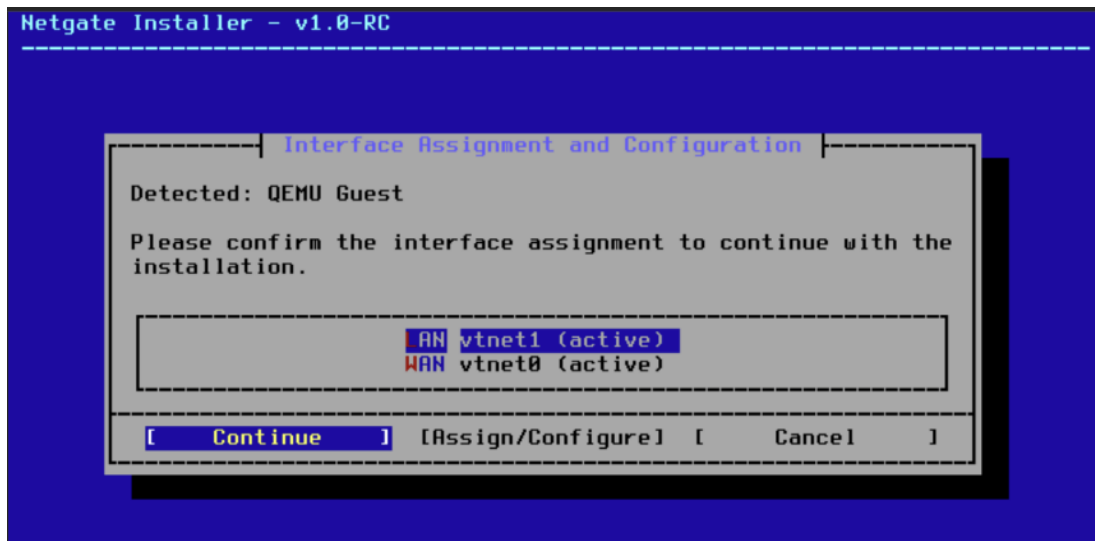 Netgate Installer - v1.0-RC
Interface Assignment and Configuration
Detected: QEMU Guest
Please confirm the interface assignment to continue with the
installation.
LAN vtnet1 (active)
WAN vtnet0 (active)
[ Continue ] [Assign/Configure] [ Cancel ]